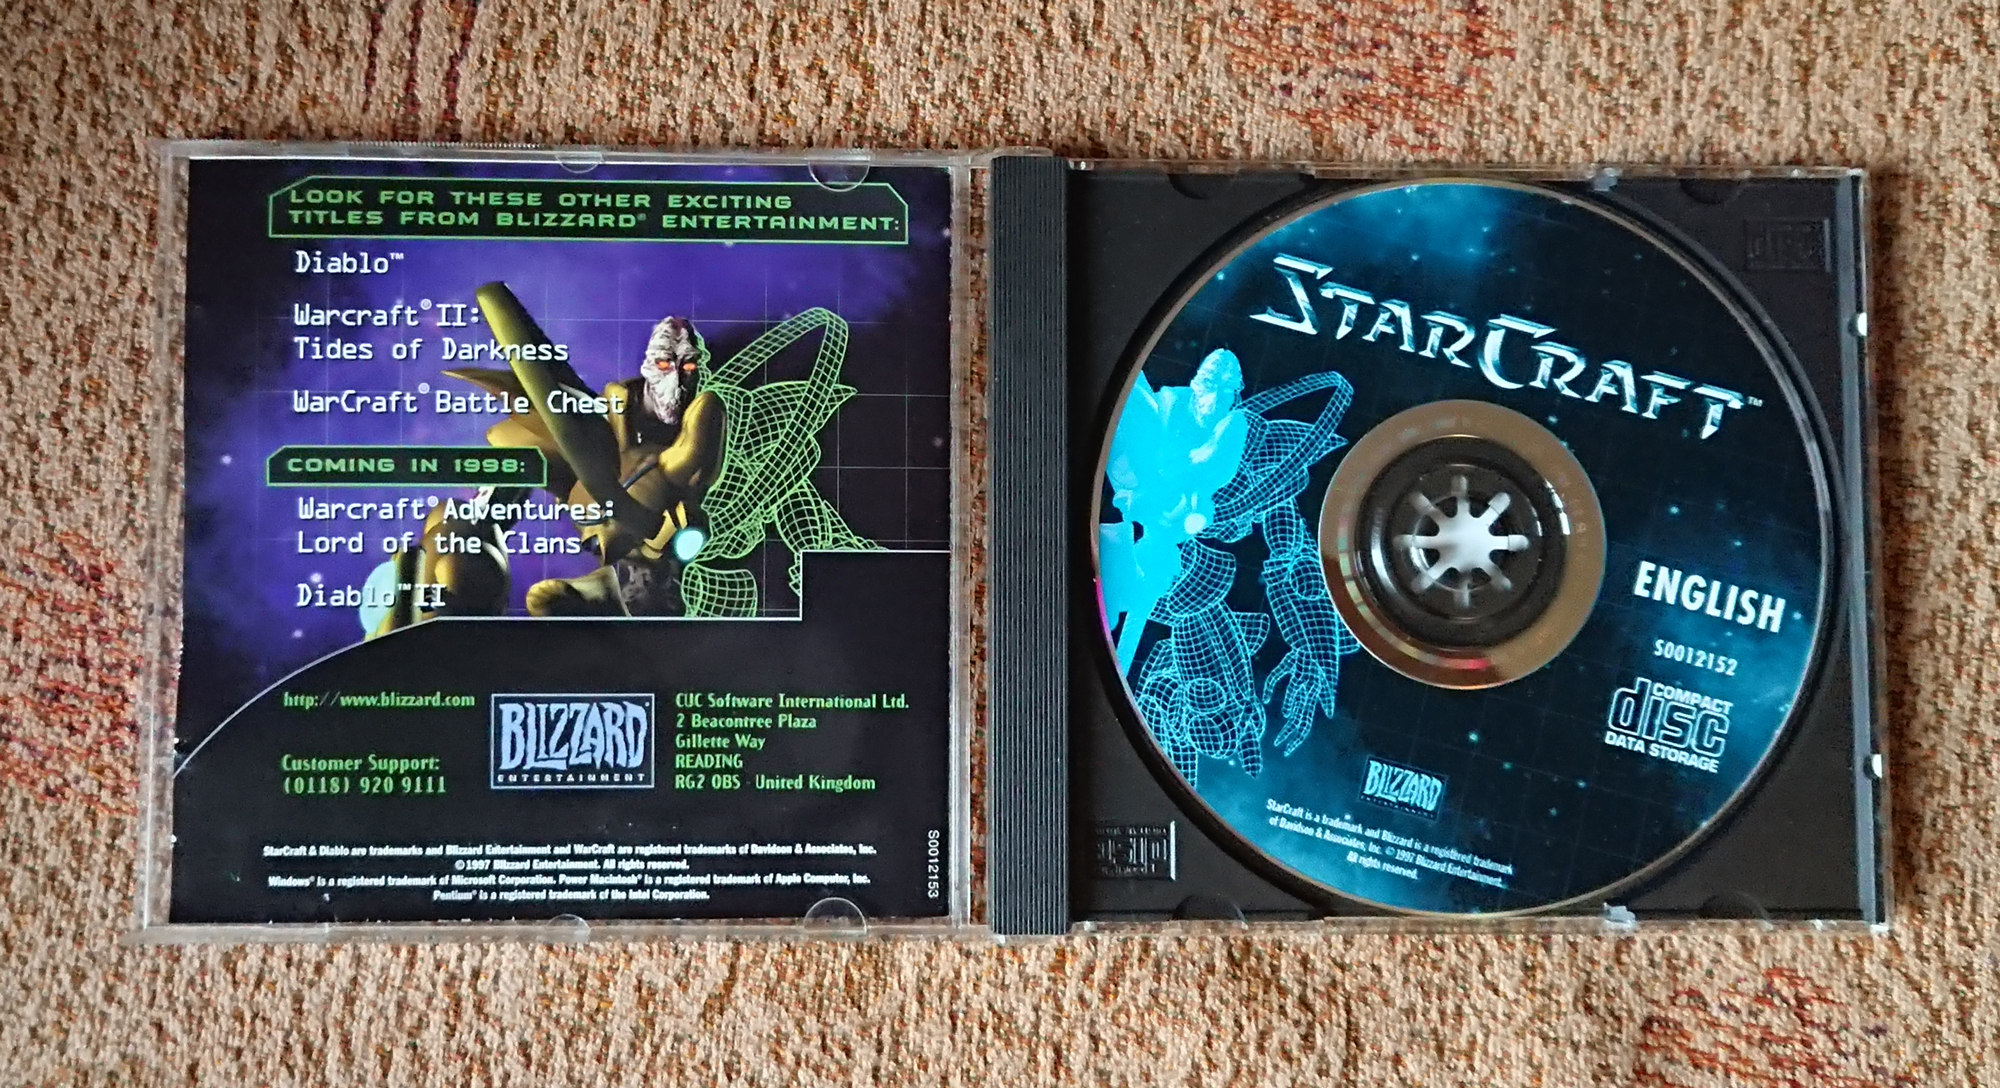 LOOK FOR THESE OTHER EXCITING
TITLES FROM BLIZZARD® ENTERTAINMENT:
Diablo™
Warcraft® II:
Tides of Darkness
WarCraft® Battle Chest
COMING IN 1998:
Warcraft® Adventures:
Lord of the Clans
Diablo™ II
http://www.blizzard.com
Customer Support:
(0118) 920 9111
BLIZZARD®
ENTERTAINMENT
CUC Software International Ltd.
2 Beacontree Plaza
Gillette Way
READING
RG2 0BS - United Kingdom
StarCraft & Diablo are trademarks and Blizzard Entertainment and WarCraft are registered trademarks of Davidson & Associates, Inc.
©1997 Blizzard Entertainment. All rights reserved.
Windows® is a registered trademark of Microsoft Corporation. Power Macintosh® is a registered trademark of Apple Computer, Inc.
Pentium® is a registered trademark of the Intel Corporation.
S0012153
STARCRAFT™
ENGLISH
S0012152
COMPACT
disc
DATA STORAGE
BLIZZARD
ENTERTAINMENT
StarCraft is a trademark and Blizzard is a registered trademark
of Davidson & Associates, Inc. © 1997 Blizzard Entertainment.
All rights reserved.
disc
disc